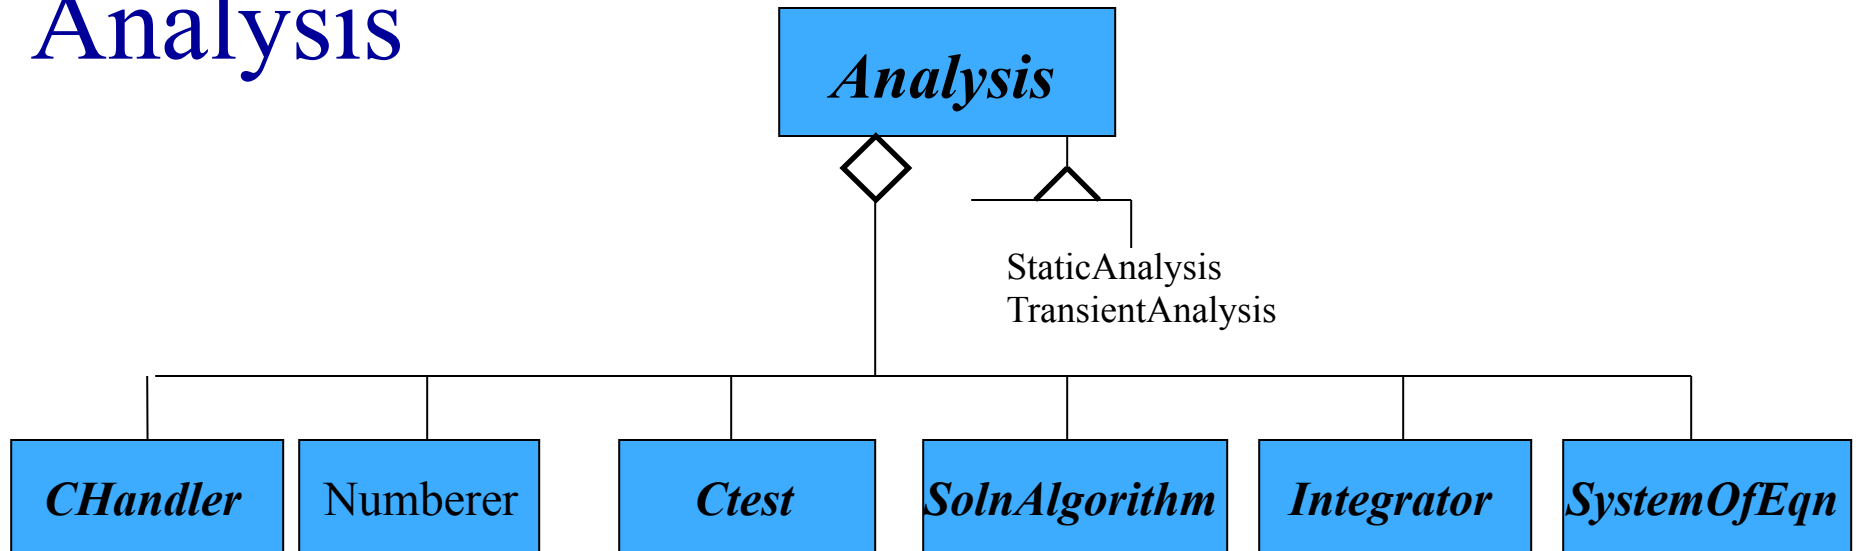 Analysis
Analysis
StaticAnalysis
TransientAnalysis
CHandler
Numberer
Ctest
SolnAlgorithm
Integrator
SystemOfEqn